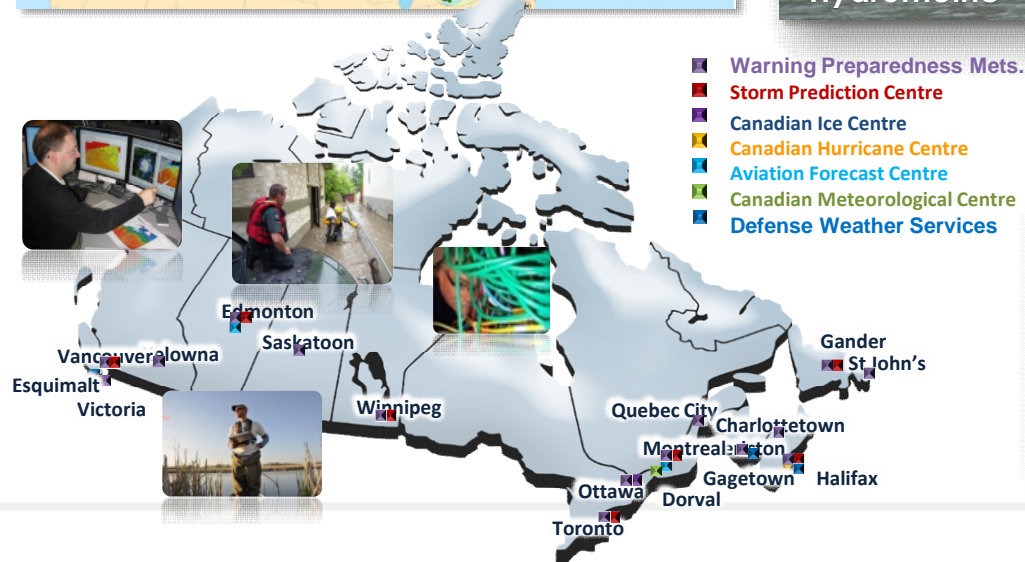 Warning Preparedness Mets.
Storm Prediction Centre
Canadian Ice Centre
Canadian Hurricane Centre
Aviation Forecast Centre
Canadian Meteorological Centre
Defense Weather Services
Edmonton
Saskatoon
Vancouver
Esquimalt
Victoria
Winnipeg
Gander
St John's
Quebec City
Charlottetown
Montreal
Gagetown
Halifax
Ottawa
Dorval
Toronto